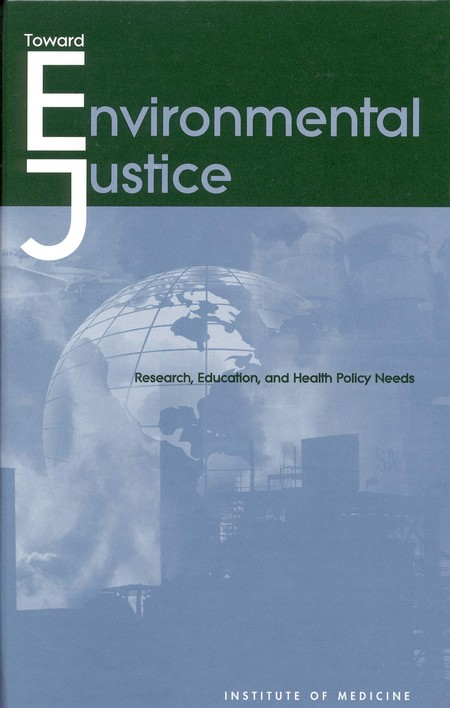 Toward
Environmental
Justice
Research, Education, and Health Policy Needs
INSTITUTE OF MEDICINE